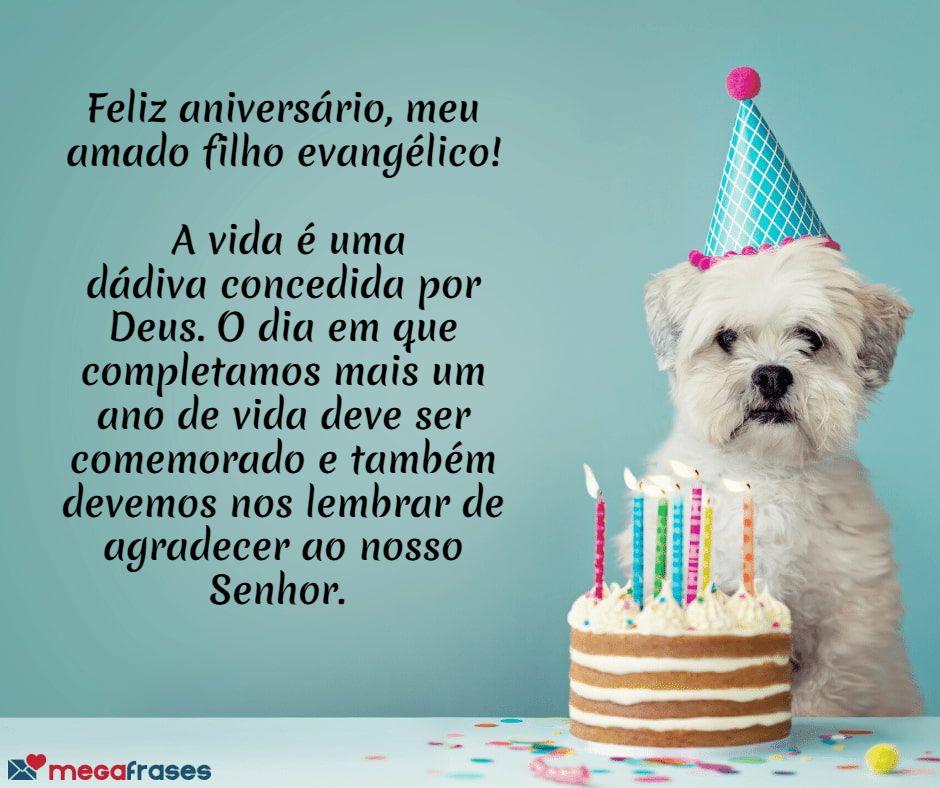 Feliz aniversário, meu
amado filho evangélico!
A vida é uma
dádiva concedida por
Deus. O dia em que
completamos mais um
ano de vida deve ser
comemorado e também
devemos nos lembrar de
agradecer ao nosso
Senhor.
megafrases